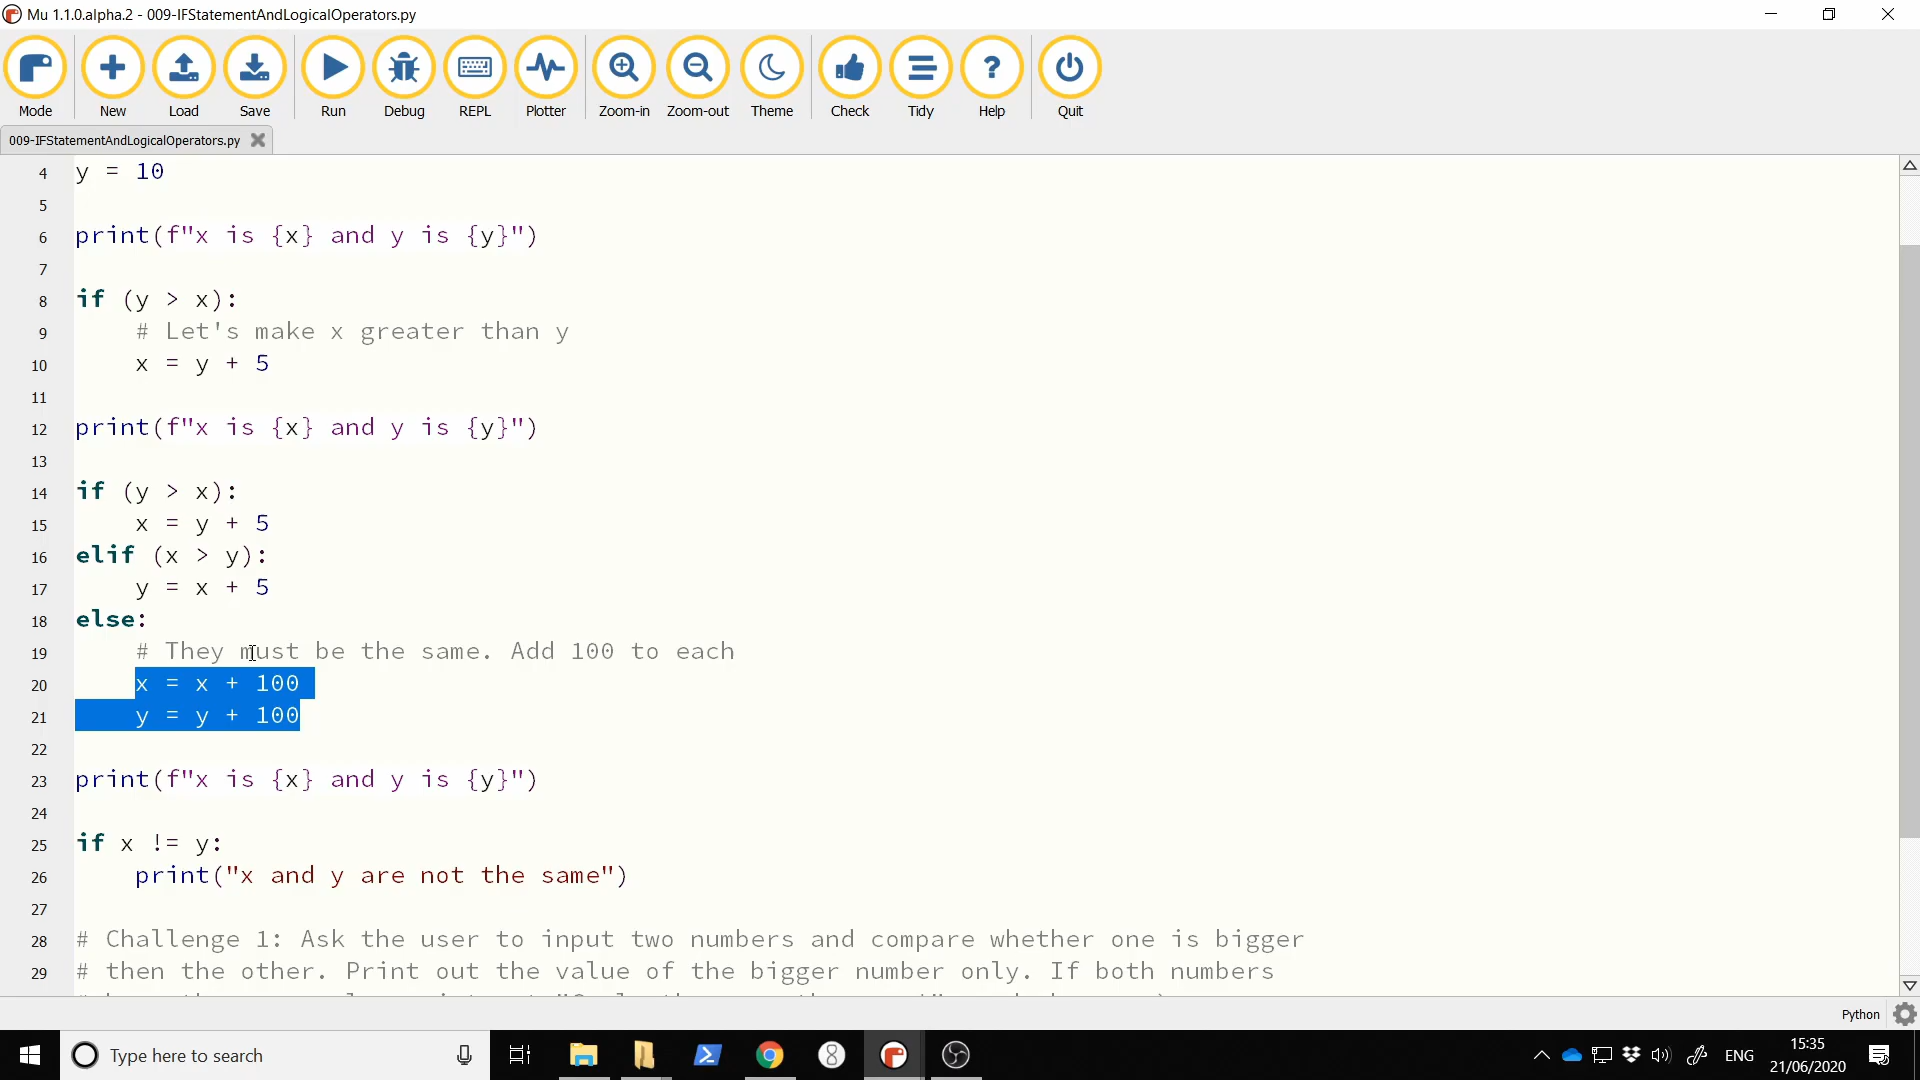 Mu 1.1.0.alpha.2 - 009-IFStatementAndLogicalOperators.py
Mode New Load Save Run Debug REPL Plotter Zoom-in Zoom-out Theme Check Tidy Help Quit
009-IFStatementAndLogicalOperators.py
4 y = 10
5
6 print(f"x is {x} and y is {y}")
7
8 if (y > x):
9 # Let's make x greater than y
10 x = y + 5
11
12 print(f"x is {x} and y is {y}")
13
14 if (y > x):
15 x = y + 5
16 elif (x > y):
17 y = x + 5
18 else:
19 # They must be the same. Add 100 to each
20 x = x + 100
21 y = y + 100
22
23 print(f"x is {x} and y is {y}")
24
25 if x != y:
26 print("x and y are not the same")
27
28 # Challenge 1: Ask the user to input two numbers and compare whether one is bigger
29 # then the other. Print out the value of the bigger number only. If both numbers
Python
Type here to search
ENG
15:35
21/06/2020